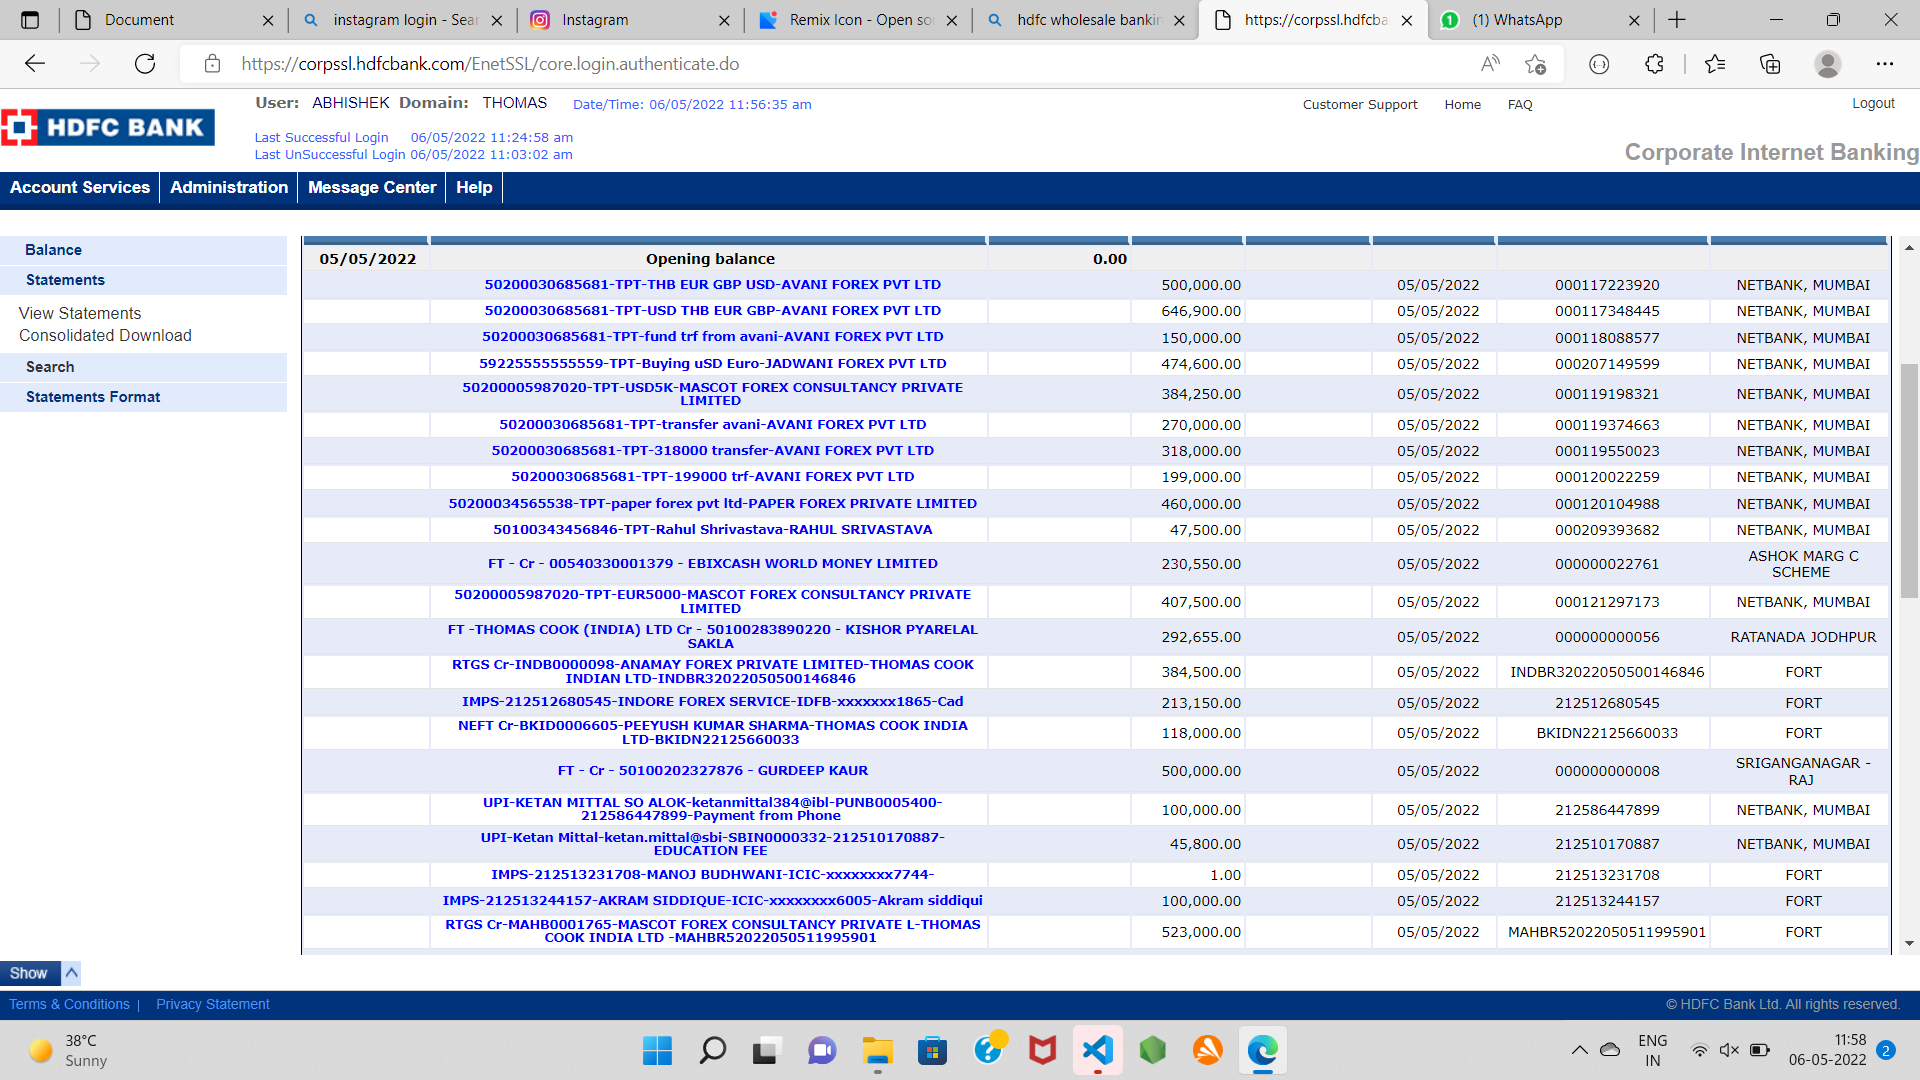 Document
instagram login - Sear
Instagram
Remix Icon - Open so
hdfc wholesale bankin
https://corpssl.hdfcba
(1) WhatsApp
https://corpssl.hdfcbank.com/EnetSSL/core.login.authenticate.do
HDFC BANK
User: ABHISHEK Domain: THOMAS Date/Time: 06/05/2022 11:56:35 am
Customer Support Home FAQ Logout
Last Successful Login 06/05/2022 11:24:58 am
Last UnSuccessful Login 06/05/2022 11:03:02 am
Corporate Internet Banking
Account Services Administration Message Center Help
Balance
Statements
View Statements
Consolidated Download
Search
Statements Format
05/05/2022 Opening balance 0.00
50200030685681-TPT-THB EUR GBP USD-AVANI FOREX PVT LTD 500,000.00 05/05/2022 000117223920 NETBANK, MUMBAI
50200030685681-TPT-USD THB EUR GBP-AVANI FOREX PVT LTD 646,900.00 05/05/2022 000117348445 NETBANK, MUMBAI
50200030685681-TPT-fund trf from avani-AVANI FOREX PVT LTD 150,000.00 05/05/2022 000118088577 NETBANK, MUMBAI
59225555555559-TPT-Buying uSD Euro-JADWANI FOREX PVT LTD 474,600.00 05/05/2022 000207149599 NETBANK, MUMBAI
50200005987020-TPT-USD5K-MASCOT FOREX CONSULTANCY PRIVATE
LIMITED 384,250.00 05/05/2022 000119198321 NETBANK, MUMBAI
50200030685681-TPT-transfer avani-AVANI FOREX PVT LTD 270,000.00 05/05/2022 000119374663 NETBANK, MUMBAI
50200030685681-TPT-318000 transfer-AVANI FOREX PVT LTD 318,000.00 05/05/2022 000119550023 NETBANK, MUMBAI
50200030685681-TPT-199000 trf-AVANI FOREX PVT LTD 199,000.00 05/05/2022 000120022259 NETBANK, MUMBAI
50200034565538-TPT-paper forex pvt ltd-PAPER FOREX PRIVATE LIMITED 460,000.00 05/05/2022 000120104988 NETBANK, MUMBAI
50100343456846-TPT-Rahul Shrivastava-RAHUL SRIVASTAVA 47,500.00 05/05/2022 000209393682 NETBANK, MUMBAI
FT - Cr - 00540330001379 - EBIXCASH WORLD MONEY LIMITED 230,550.00 05/05/2022 000000022761 ASHOK MARG C
SCHEME
50200005987020-TPT-EUR5000-MASCOT FOREX CONSULTANCY PRIVATE
LIMITED 407,500.00 05/05/2022 000121297173 NETBANK, MUMBAI
FT -THOMAS COOK (INDIA) LTD Cr - 50100283890220 - KISHOR PYARELAL
SAKLA 292,655.00 05/05/2022 000000000056 RATANADA JODHPUR
RTGS Cr-INDB0000098-ANAMAY FOREX PRIVATE LIMITED-THOMAS COOK
INDIAN LTD-INDBR32022050500146846 384,500.00 05/05/2022 INDBR32022050500146846 FORT
IMPS-212512680545-INDORE FOREX SERVICE-IDFB-xxxxxxx1865-Cad 213,150.00 05/05/2022 212512680545 FORT
NEFT Cr-BKID0006605-PEEYUSH KUMAR SHARMA-THOMAS COOK INDIA
LTD-BKIDN22125660033 118,000.00 05/05/2022 BKIDN22125660033 FORT
FT - Cr - 50100202327876 - GURDEEP KAUR 500,000.00 05/05/2022 000000000008 SRIGANGANAGAR -
RAJ
UPI-KETAN MITTAL SO ALOK-ketanmittal384@ibl-PUNB0005400-
212586447899-Payment from Phone 100,000.00 05/05/2022 212586447899 NETBANK, MUMBAI
UPI-Ketan Mittal-ketan.mittal@sbi-SBIN0000332-212510170887-
EDUCATION FEE 45,800.00 05/05/2022 212510170887 NETBANK, MUMBAI
IMPS-212513231708-MANOJ BUDHWANI-ICIC-xxxxxxxx7744- 1.00 05/05/2022 212513231708 FORT
IMPS-212513244157-AKRAM SIDDIQUE-ICIC-xxxxxxxx6005-Akram siddiqui 100,000.00 05/05/2022 212513244157 FORT
RTGS Cr-MAHB0001765-MASCOT FOREX CONSULTANCY PRIVATE L-THOMAS
COOK INDIA LTD -MAHBR52022050511995901 523,000.00 05/05/2022 MAHBR52022050511995901 FORT
Show
Terms & Conditions | Privacy Statement
© HDFC Bank Ltd. All rights reserved.
38°C
Sunny
ENG
IN
11:58
06-05-2022
2